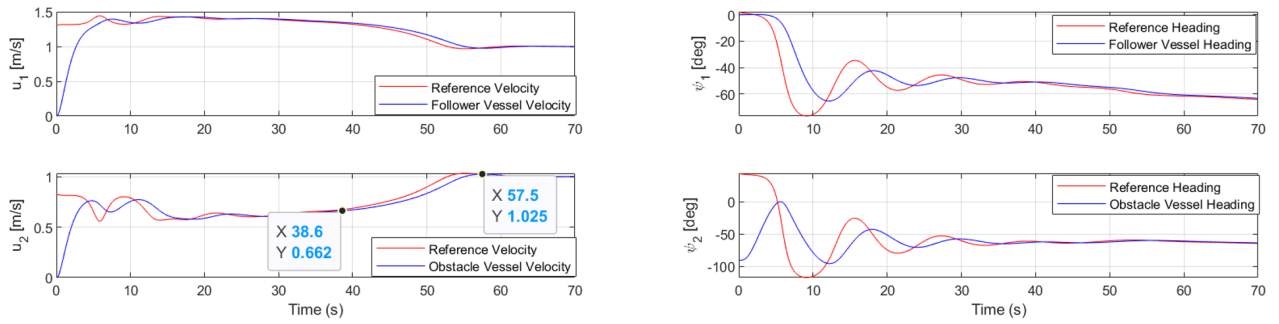 u1 [m/s]
1.5
1
0.5
0
Reference Velocity
Follower Vessel Velocity
0 10 20 30 40 50 60 70
u2 [m/s]
1
0.5
0
X 38.6
Y 0.662
X 57.5
Y 1.025
Reference Velocity
Obstacle Vessel Velocity
0 10 20 30 40 50 60 70
Time (s)
ψ1 [deg]
0
-20
-40
-60
Reference Heading
Follower Vessel Heading
0 10 20 30 40 50 60 70
ψ2 [deg]
0
-50
-100
Reference Heading
Obstacle Vessel Heading
0 10 20 30 40 50 60 70
Time (s)